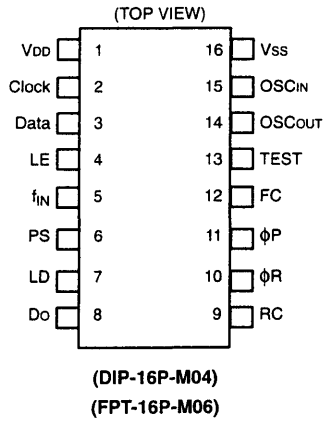 (TOP VIEW)
VDD 1 16 VSS
Clock 2 15 OSCIN
Data 3 14 OSCOUT
LE 4 13 TEST
fIN 5 12 FC
PS 6 11 ϕP
LD 7 10 ϕR
Do 8 9 RC
(DIP-16P-M04)
(FPT-16P-M06)